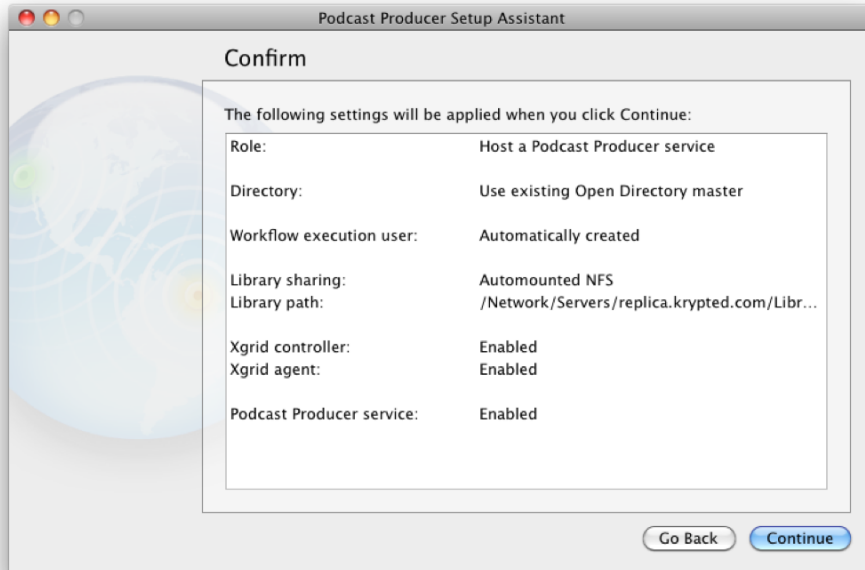 Podcast Producer Setup Assistant
Confirm
The following settings will be applied when you click Continue:
Role: Host a Podcast Producer service
Directory: Use existing Open Directory master
Workflow execution user: Automatically created
Library sharing: Automounted NFS
Library path: /Network/Servers/replica.krypted.com/Libr...
Xgrid controller: Enabled
Xgrid agent: Enabled
Podcast Producer service: Enabled
Go Back Continue